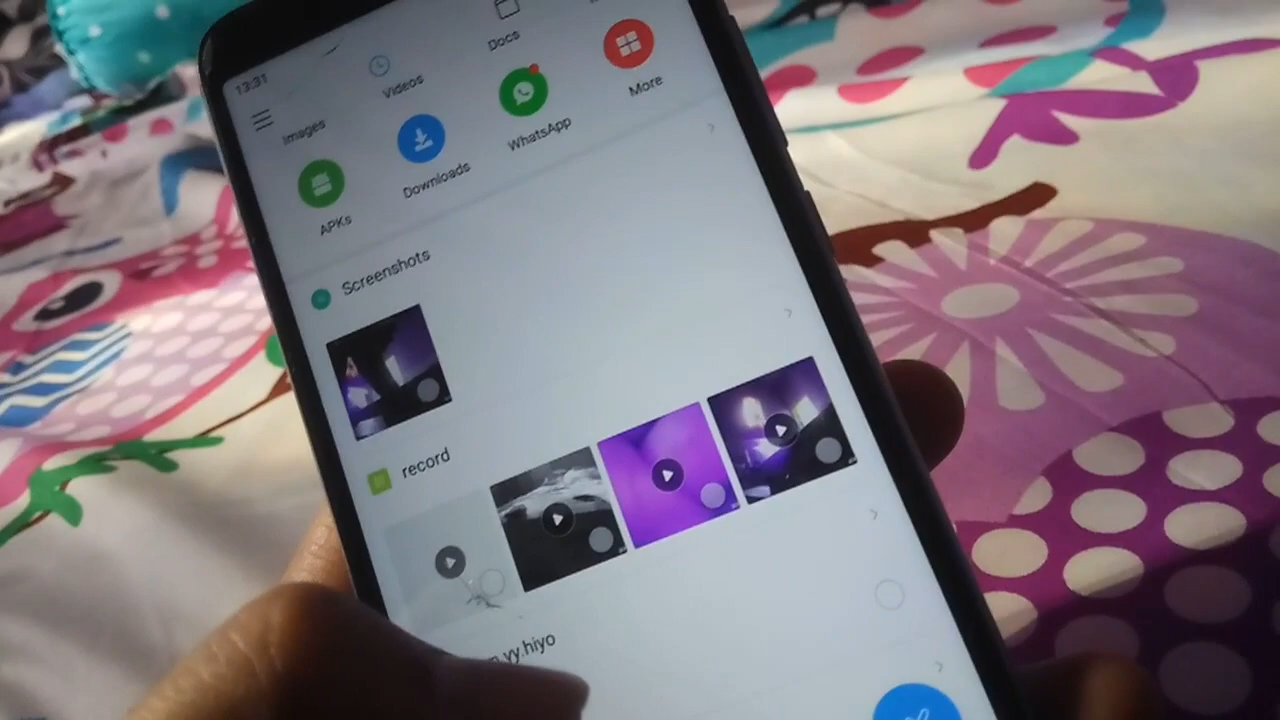 13:31
Images
Videos
Docs
APKs
Downloads
WhatsApp
More
Screenshots
record
yy.hiyo